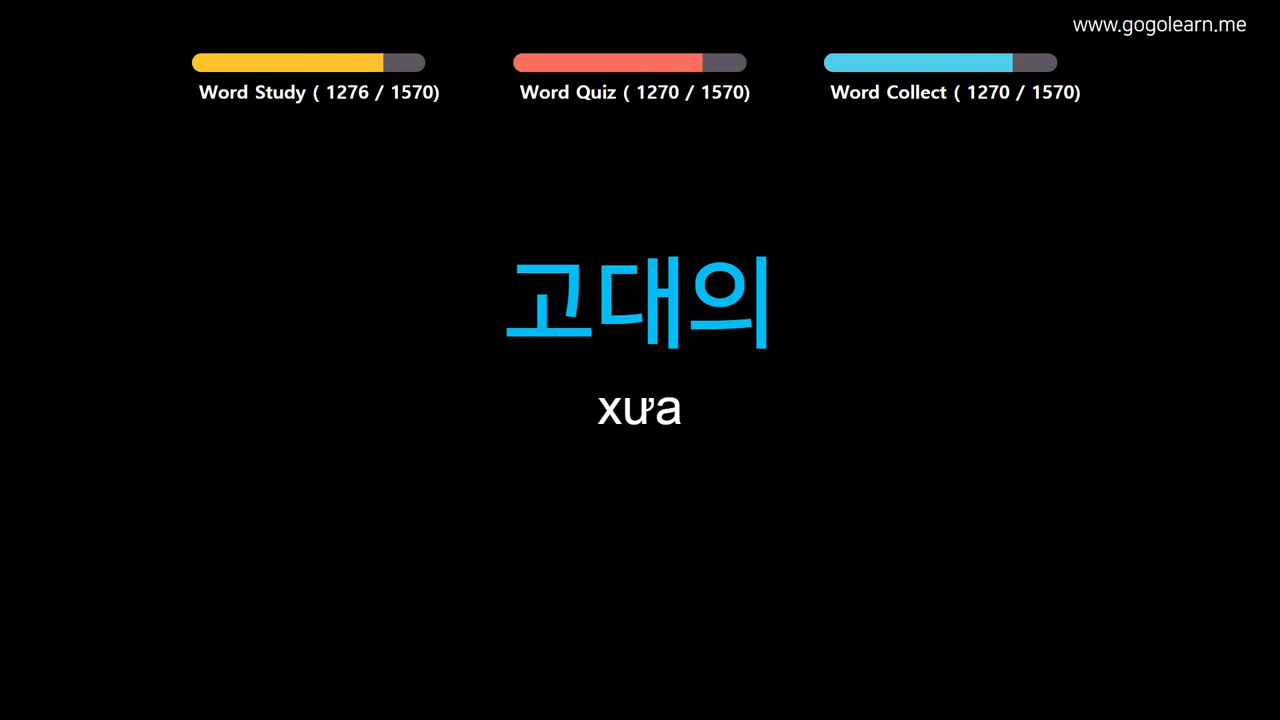 www.gogolearn.me
Word Study ( 1276 / 1570)
Word Quiz ( 1270 / 1570)
Word Collect ( 1270 / 1570)
고대의
xưa